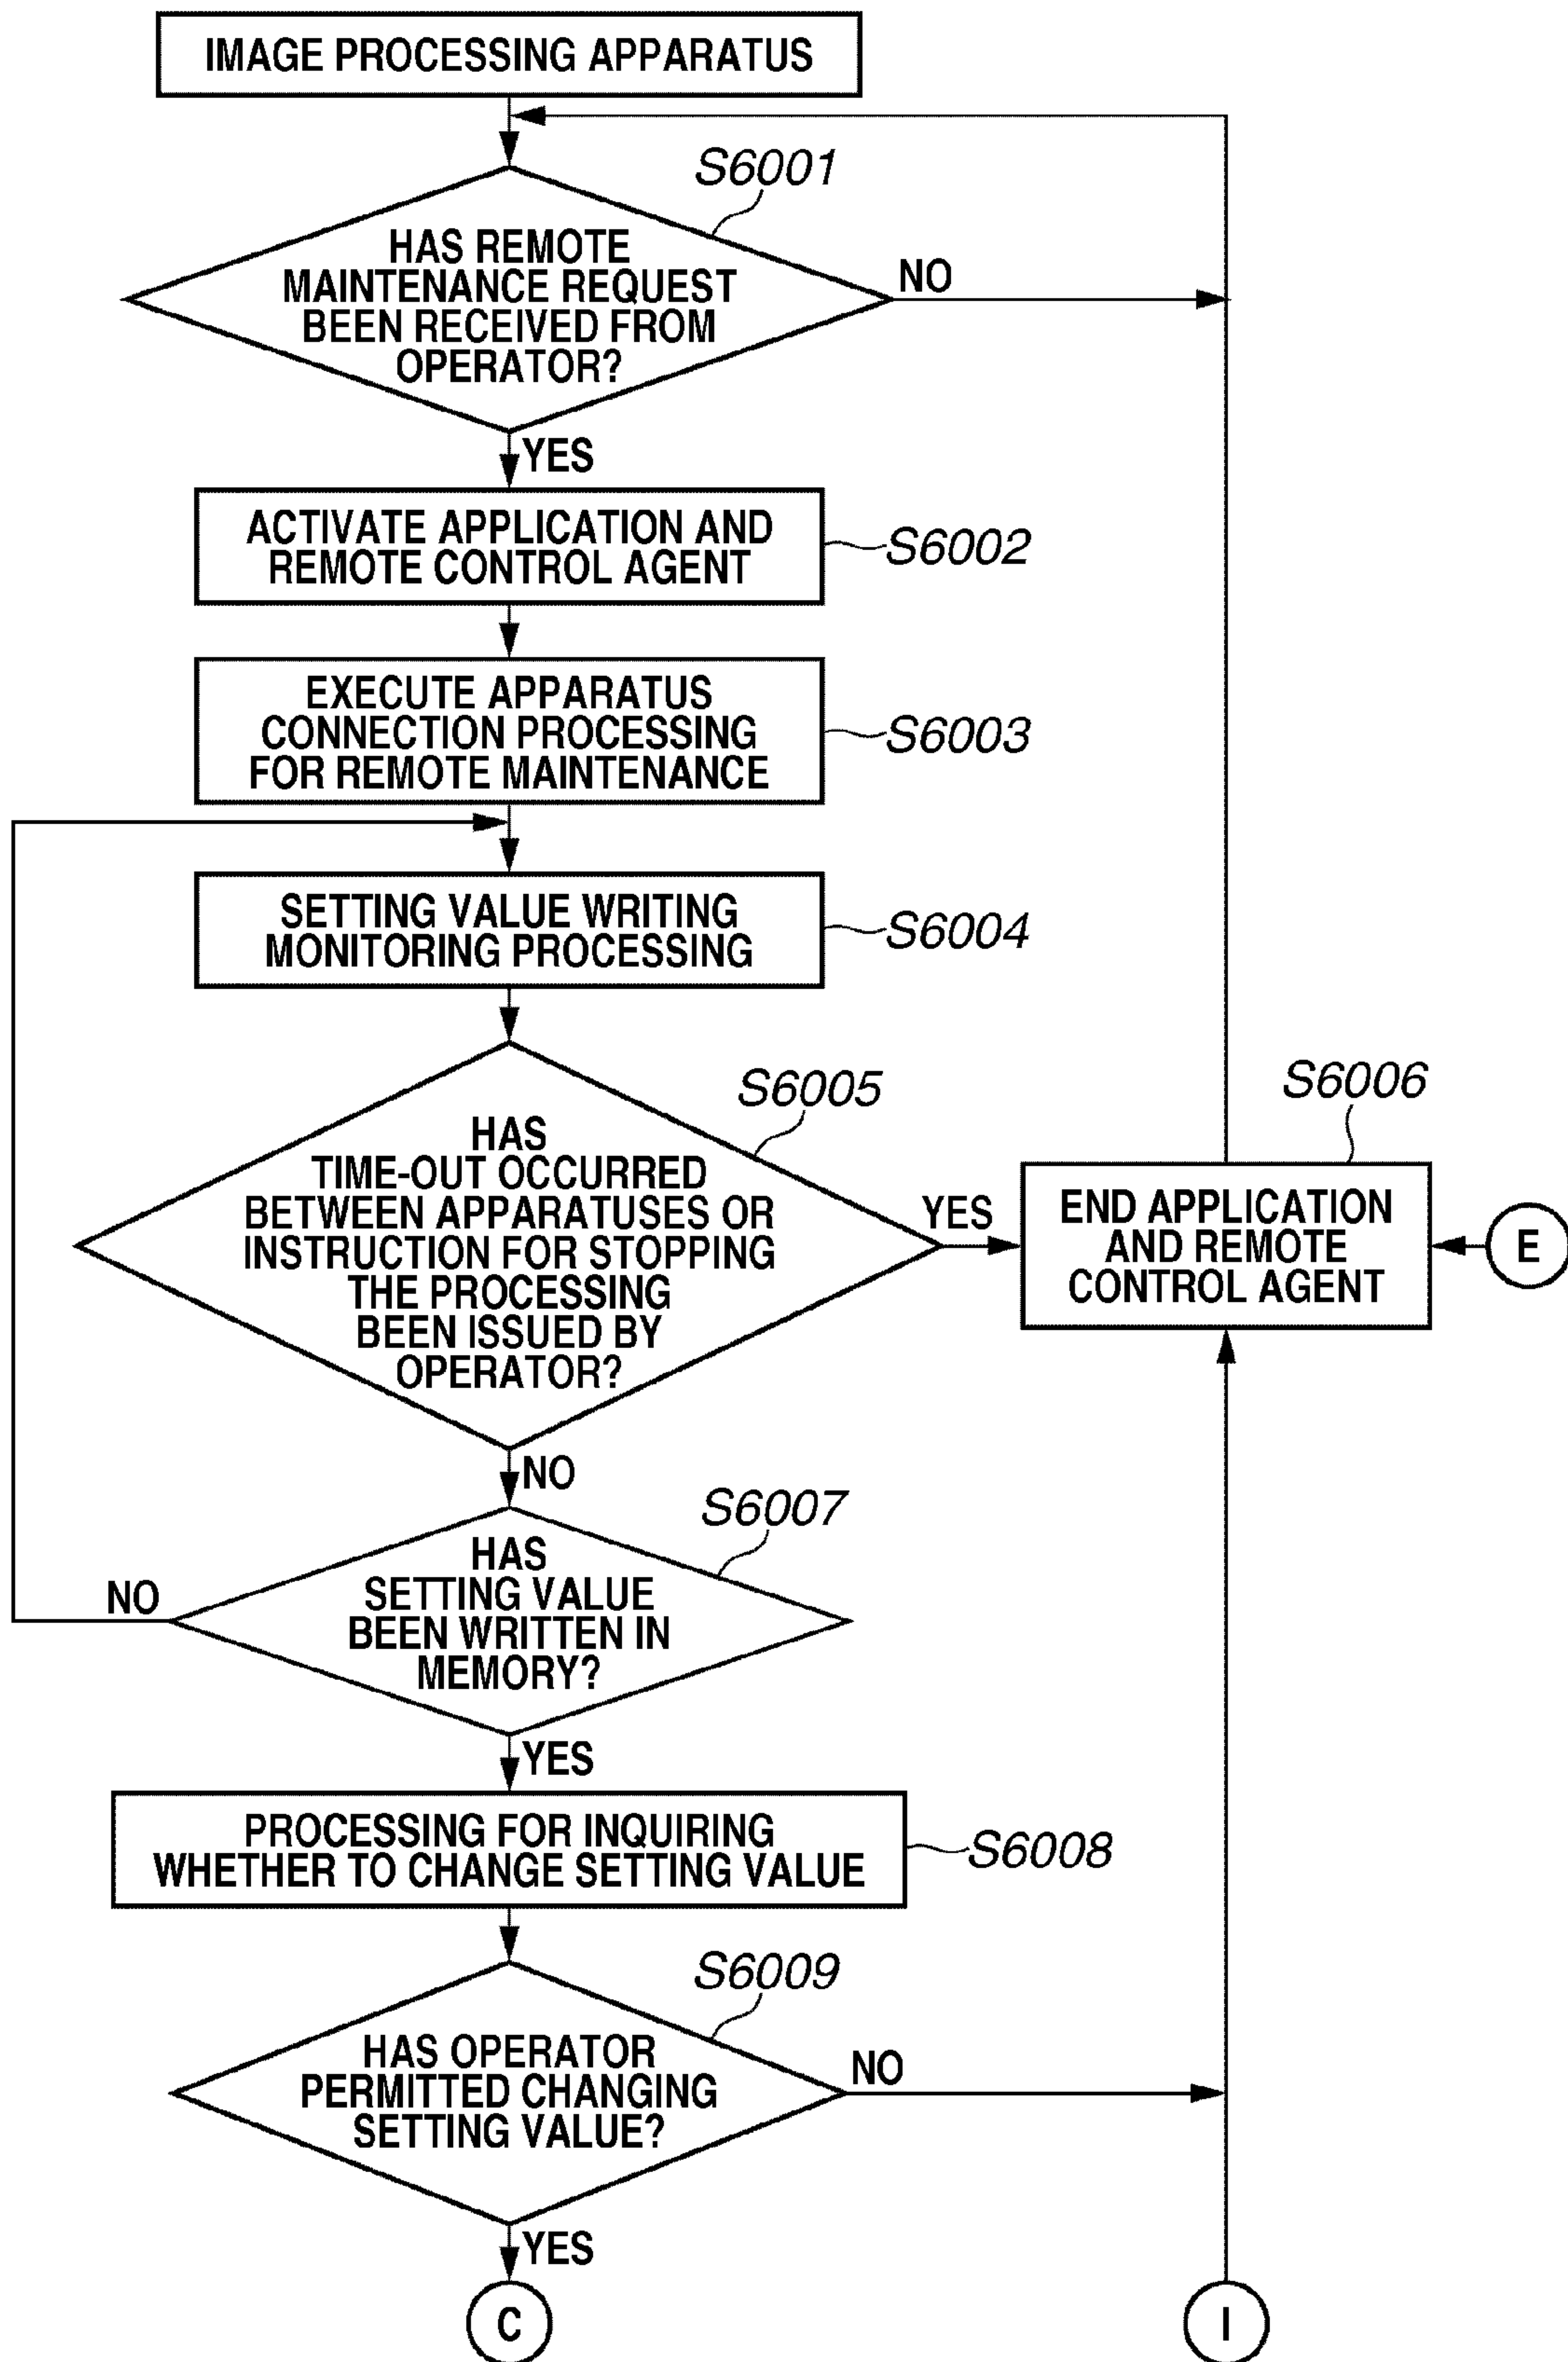 IMAGE PROCESSING APPARATUS
S6001
HAS REMOTE
MAINTENANCE REQUEST
BEEN RECEIVED FROM
OPERATOR?
NO
YES
ACTIVATE APPLICATION AND
REMOTE CONTROL AGENT
S6002
EXECUTE APPARATUS
CONNECTION PROCESSING
FOR REMOTE MAINTENANCE
S6003
SETTING VALUE WRITING
MONITORING PROCESSING
S6004
S6005
HAS
TIME-OUT OCCURRED
BETWEEN APPARATUSES OR
INSTRUCTION FOR STOPPING
THE PROCESSING
BEEN ISSUED BY
OPERATOR?
YES
S6006
END APPLICATION
AND REMOTE
CONTROL AGENT
E
NO
S6007
HAS
SETTING VALUE
BEEN WRITTEN IN
MEMORY?
NO
YES
PROCESSING FOR INQUIRING
WHETHER TO CHANGE SETTING VALUE
S6008
S6009
HAS OPERATOR
PERMITTED CHANGING
SETTING VALUE?
NO
YES
C
I